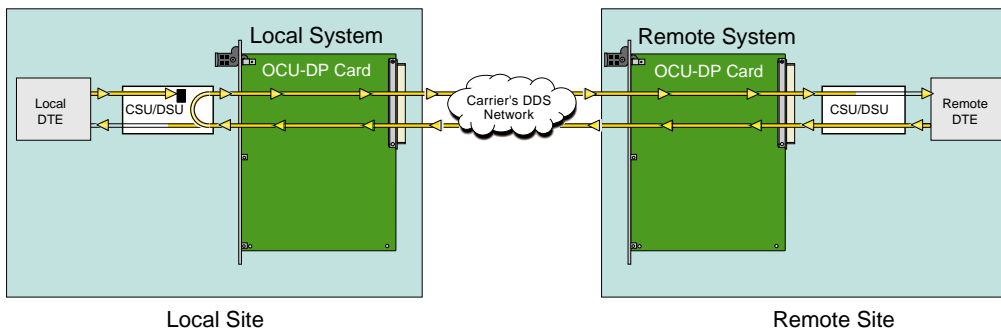 Local System
Remote System
OCU-DP Card
OCU-DP Card
Local
DTE
CSU/DSU
Carrier's DDS
Network
CSU/DSU
Remote
DTE
Local Site
Remote Site